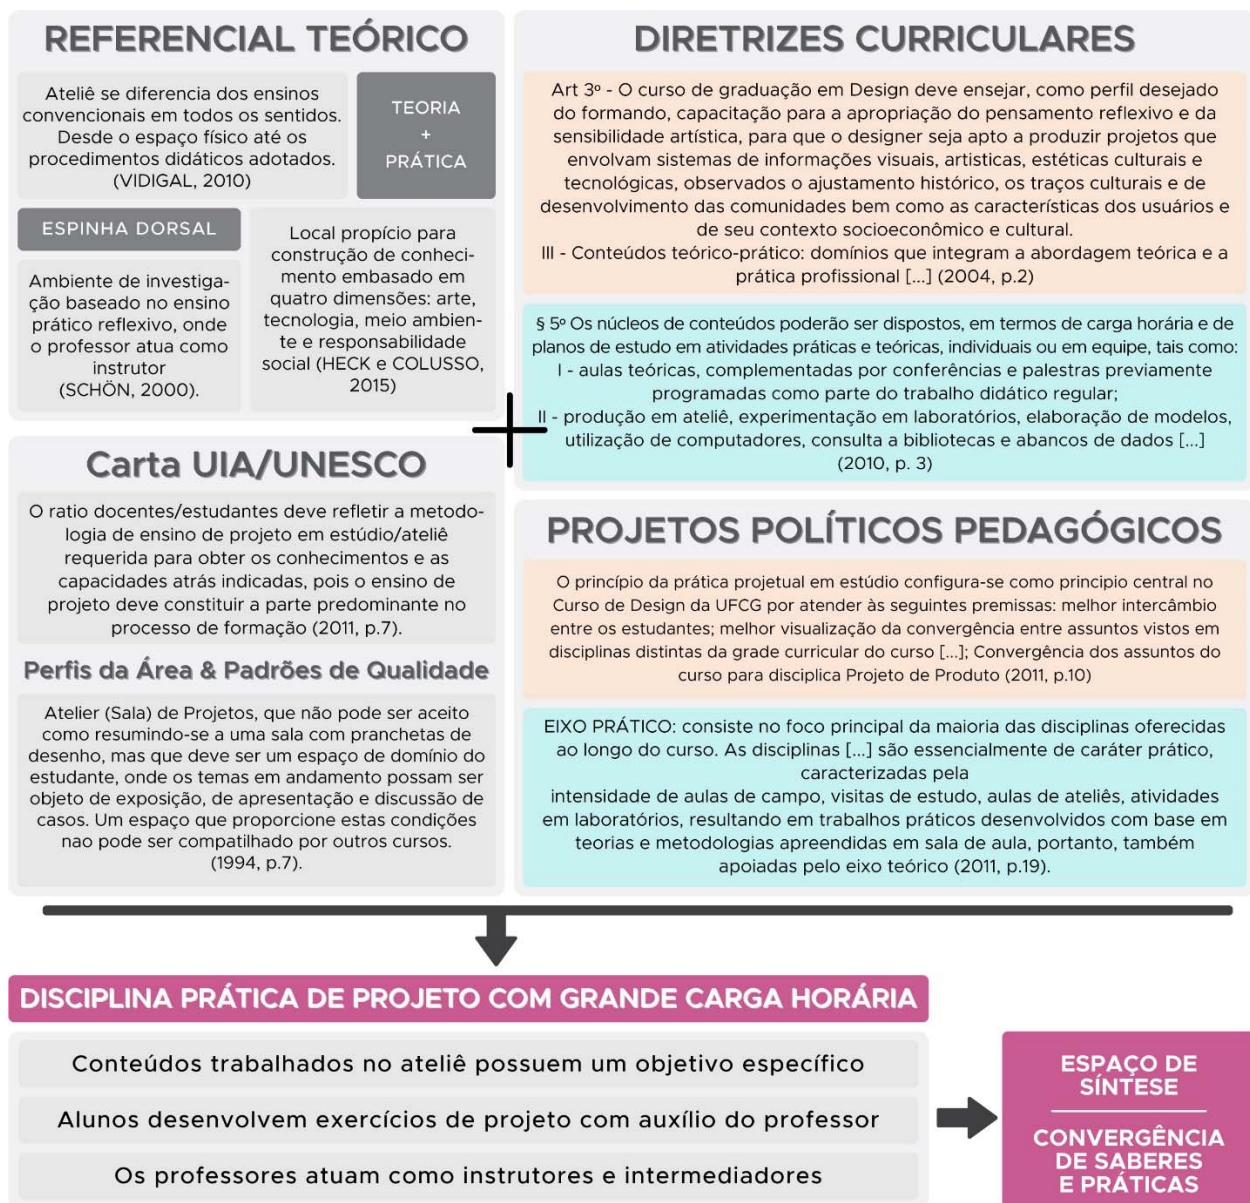 REFERENCIAL TEÓRICO
Ateliê se diferencia dos ensinos
convencionais em todos os sentidos.
Desde o espaço físico até os
procedimentos didáticos adotados.
(VIDIGAL, 2010)
TEORIA
+
PRÁTICA
ESPINHA DORSAL
Ambiente de investiga-
ção baseado no ensino
prático reflexivo, onde
o professor atua como
instrutor
(SCHÖN, 2000).
Local propício para
construção de conheci-
mento embasado em
quatro dimensões: arte,
tecnologia, meio ambien-
te e responsabilidade
social (HECK e COLUSSO,
2015)
Carta UIA/UNESCO
O ratio docentes/estudantes deve refletir a metodo-
logia de ensino de projeto em estúdio/ateliê
requerida para obter os conhecimentos e as
capacidades atrás indicadas, pois o ensino de
projeto deve constituir a parte predominante no
processo de formação (2011, p.7).
Perfis da Área & Padrões de Qualidade
Atelier (Sala) de Projetos, que não pode ser aceito
como resumindo-se a uma sala com pranchetas de
desenho, mas que deve ser um espaço de domínio do
estudante, onde os temas em andamento possam ser
objeto de exposição, de apresentação e discussão de
casos. Um espaço que proporcione estas condições
nao pode ser compatilhado por outros cursos.
(1994, p.7).
DIRETRIZES CURRICULARES
Art 3º - O curso de graduação em Design deve ensejar, como perfil desejado
do formando, capacitação para a apropriação do pensamento reflexivo e da
sensibilidade artística, para que o designer seja apto a produzir projetos que
envolvam sistemas de informações visuais, artisticas, estéticas culturais e
tecnológicas, observados o ajustamento histórico, os traços culturais e de
desenvolvimento das comunidades bem como as características dos usuários e
de seu contexto socioeconômico e cultural.
III - Conteúdos teórico-prático: domínios que integram a abordagem teórica e a
prática profissional [...] (2004, p.2)
§ 5º Os núcleos de conteúdos poderão ser dispostos, em termos de carga horária e de
planos de estudo em atividades práticas e teóricas, individuais ou em equipe, tais como:
I - aulas teóricas, complementadas por conferências e palestras previamente
programadas como parte do trabalho didático regular;
II - produção em ateliê, experimentação em laboratórios, elaboração de modelos,
utilização de computadores, consulta a bibliotecas e abancos de dados [...]
(2010, p. 3)
PROJETOS POLÍTICOS PEDAGÓGICOS
O princípio da prática projetual em estúdio configura-se como principio central no
Curso de Design da UFCG por atender às seguintes premissas: melhor intercâmbio
entre os estudantes; melhor visualização da convergência entre assuntos vistos em
disciplinas distintas da grade curricular do curso [...]; Convergência dos assuntos do
curso para disciplica Projeto de Produto (2011, p.10)
EIXO PRÁTICO: consiste no foco principal da maioria das disciplinas oferecidas
ao longo do curso. As disciplinas [...] são essencialmente de caráter prático,
caracterizadas pela
intensidade de aulas de campo, visitas de estudo, aulas de ateliês, atividades
em laboratórios, resultando em trabalhos práticos desenvolvidos com base em
teorias e metodologias apreendidas em sala de aula, portanto, também
apoiadas pelo eixo teórico (2011, p.19).
DISCIPLINA PRÁTICA DE PROJETO COM GRANDE CARGA HORÁRIA
Conteúdos trabalhados no ateliê possuem um objetivo específico
Alunos desenvolvem exercícios de projeto com auxílio do professor
Os professores atuam como instrutores e intermediadores
ESPAÇO DE
SÍNTESE
CONVERGÊNCIA
DE SABERES
E PRÁTICAS